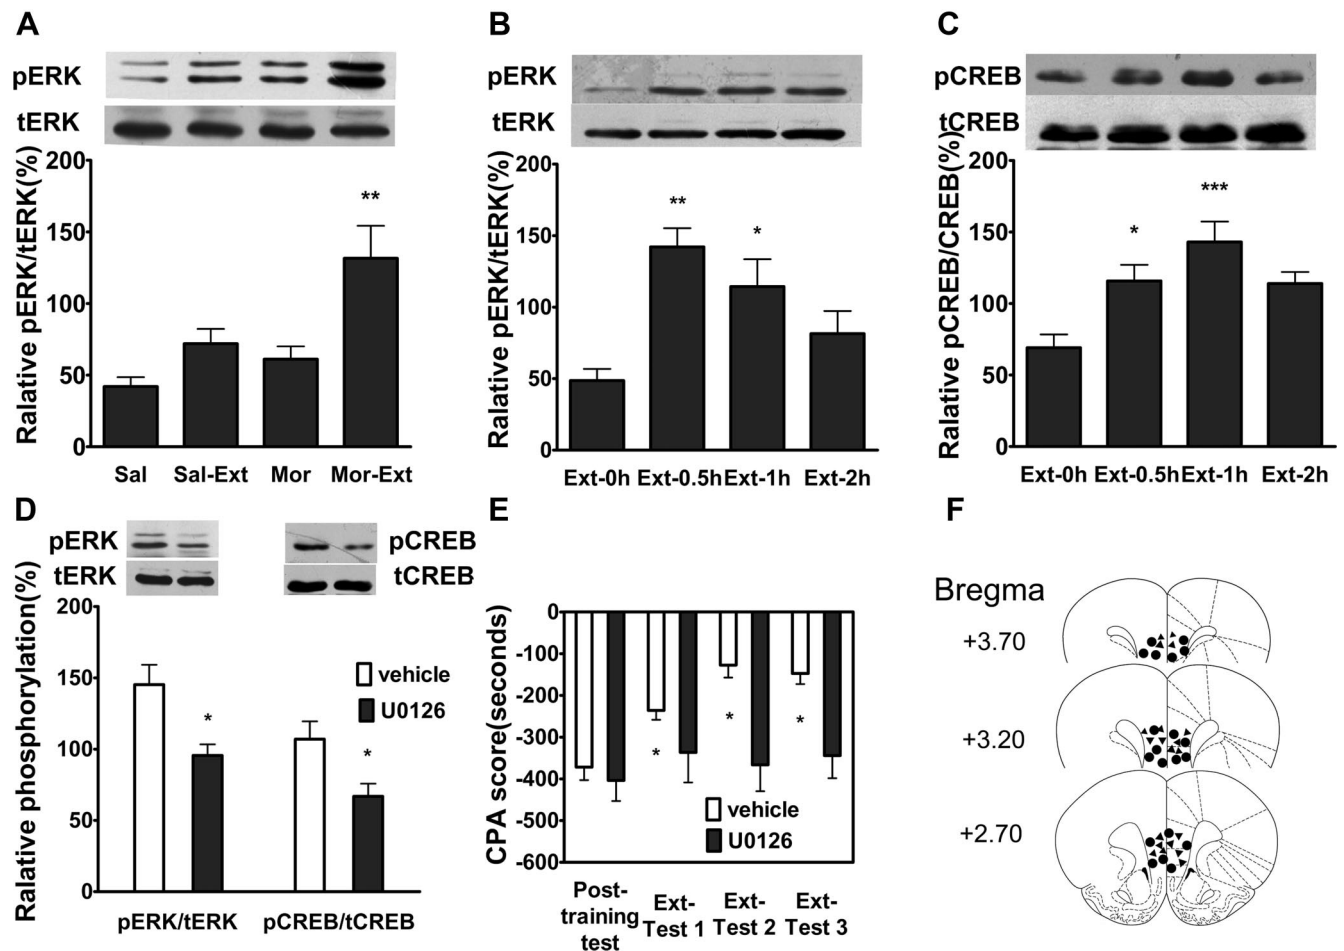 A
pERK
tERK
Ralative pERK/tERK(%)
200
150
100
50
0
**
Sal Sal-Ext Mor Mor-Ext
B
pERK
tERK
Ralative pERK/tERK(%)
200
150
100
50
0
**
*
Ext-0h Ext-0.5h Ext-1h Ext-2h
C
pCREB
tCREB
Ralative pCREB/CREB(%)
200
150
100
50
0
*
***
Ext-0h Ext-0.5h Ext-1h Ext-2h
D
pERK
tERK
pCREB
tCREB
Ralative phosphorylation(%)
200
150
100
50
0
*
*
vehicle
U0126
pERK/tERK pCREB/tCREB
E
CPA score(seconds)
0
-100
-200
-300
-400
-500
-600
*
*
*
vehicle
U0126
Post-
training
test
Ext-
Test 1
Ext-
Test 2
Ext-
Test 3
F
Bregma
+3.70
+3.20
+2.70